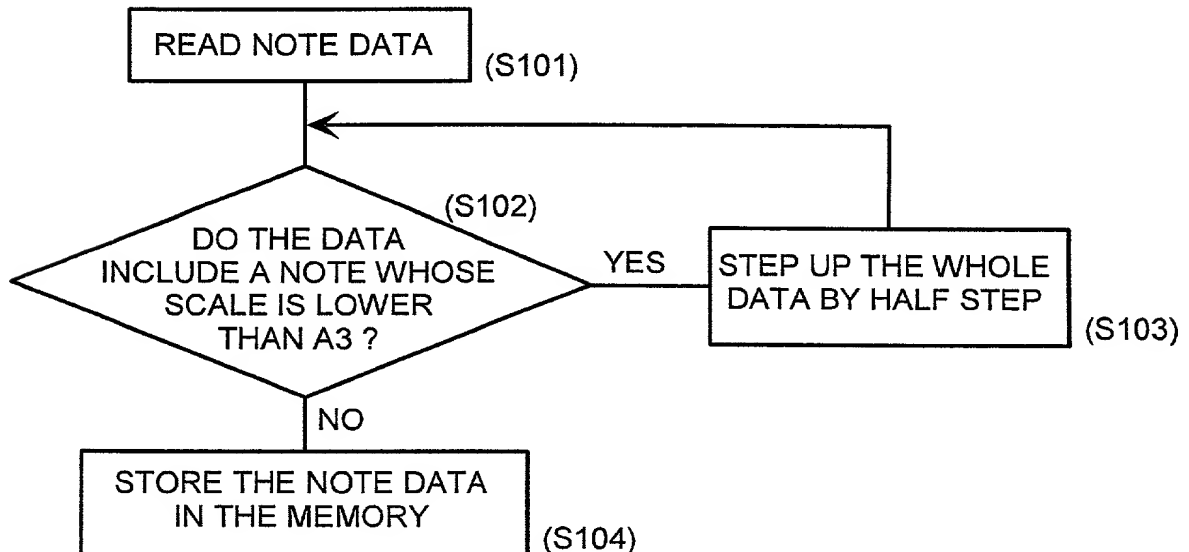 READ NOTE DATA
(S101)
(S102)
DO THE DATA
INCLUDE A NOTE WHOSE
SCALE IS LOWER
THAN A3 ?
YES
STEP UP THE WHOLE
DATA BY HALF STEP
(S103)
NO
STORE THE NOTE DATA
IN THE MEMORY
(S104)